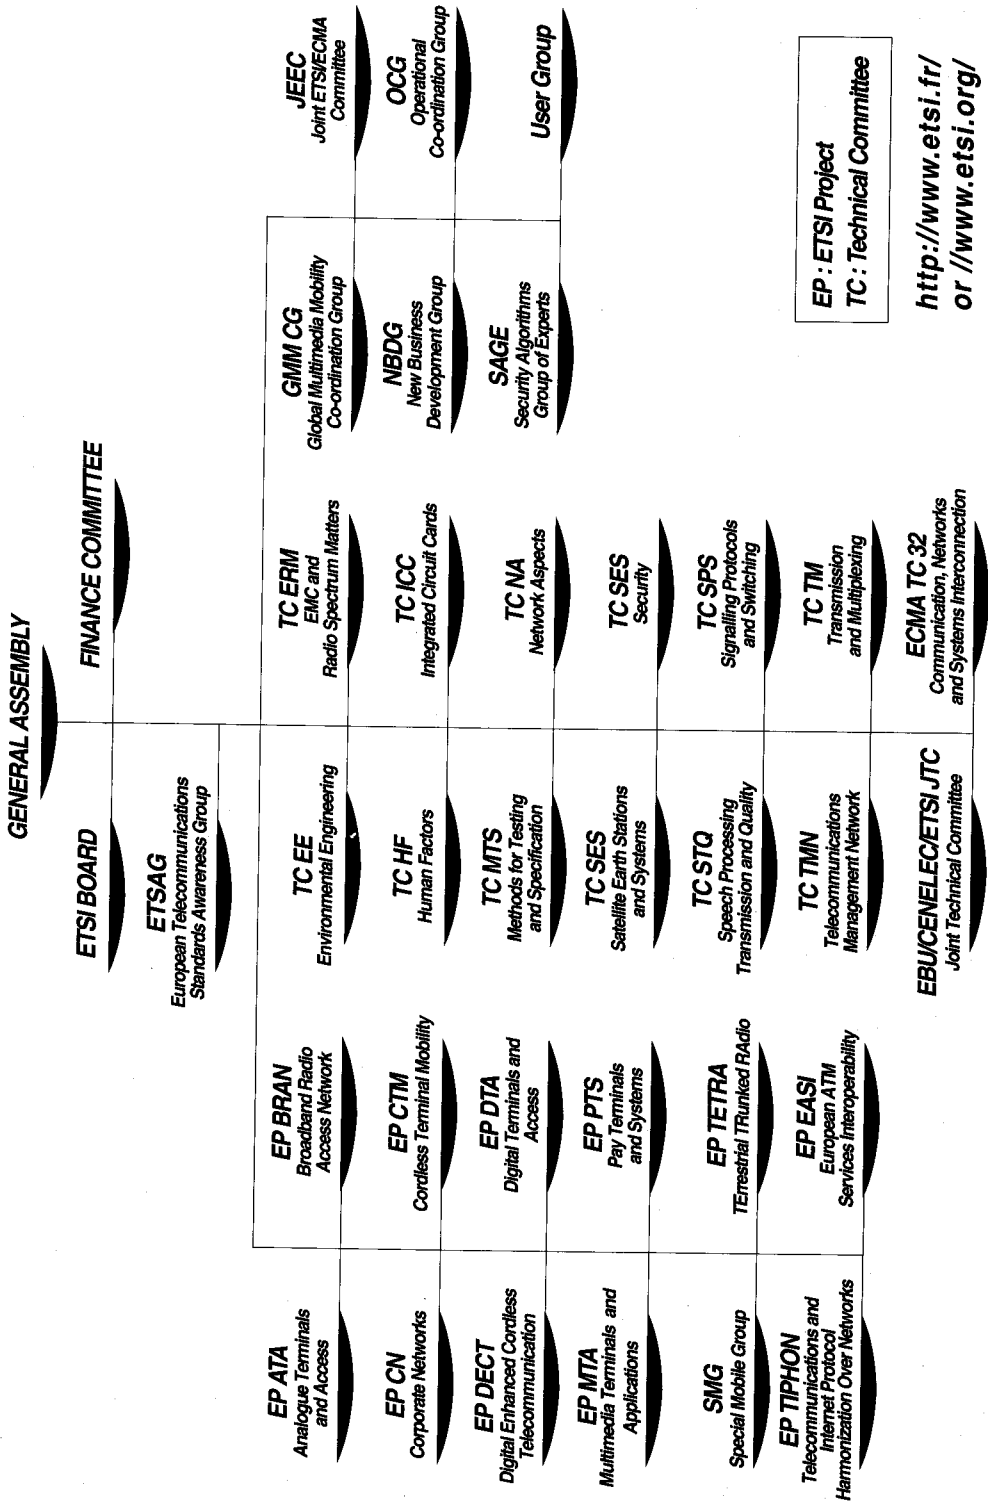 GENERAL ASSEMBLY
ETSI BOARD
FINANCE COMMITTEE
ETSAG
European Telecommunications
Standards Awareness Group
EP ATA
Analogue Terminals
and Access
EP BRAN
Broadband Radio
Access Network
EP CN
Corporate Networks
EP CTM
Cordless Terminal Mobility
EP DECT
Digital Enhanced Cordless
Telecommunication
EP DTA
Digital Terminals and
Access
EP MTA
Multimedia Terminals and
Applications
EP PTS
Pay Terminals
and Systems
SMG
Special Mobile Group
EP TETRA
TErrestrial TRunked RAdio
EP TIPHON
Telecommunications and
Internet Protocol
Harmonization Over Networks
EP EASI
European ATM
Services Interoperability
TC EE
Environmental Engineering
TC ERM
EMC and
Radio Spectrum Matters
TC HF
Human Factors
TC ICC
Integrated Circuit Cards
TC MTS
Methods for Testing
and Specification
TC NA
Network Aspects
TC SES
Satellite Earth Stations
and Systems
TC SES
Security
TC STQ
Speech Processing
Transmission and Quality
TC SPS
Signalling Protocols
and Switching
TC TMN
Telecommunications
Management Network
TC TM
Transmission
and Multiplexing
EBU/CENELEC/ETSI JTC
Joint Technical Committee
ECMA TC 32
Communication, Networks
and Systems Interconnection
GMM CG
Global Multimedia Mobility
Co-ordination Group
JEEC
Joint ETSI/ECMA
Committee
NBDG
New Business
Development Group
OCG
Operational
Co-ordination Group
SAGE
Security Algorithms
Group of Experts
User Group
EP : ETSI Project
TC : Technical Committee
http://www.etsi.fr/
or //www.etsi.org/